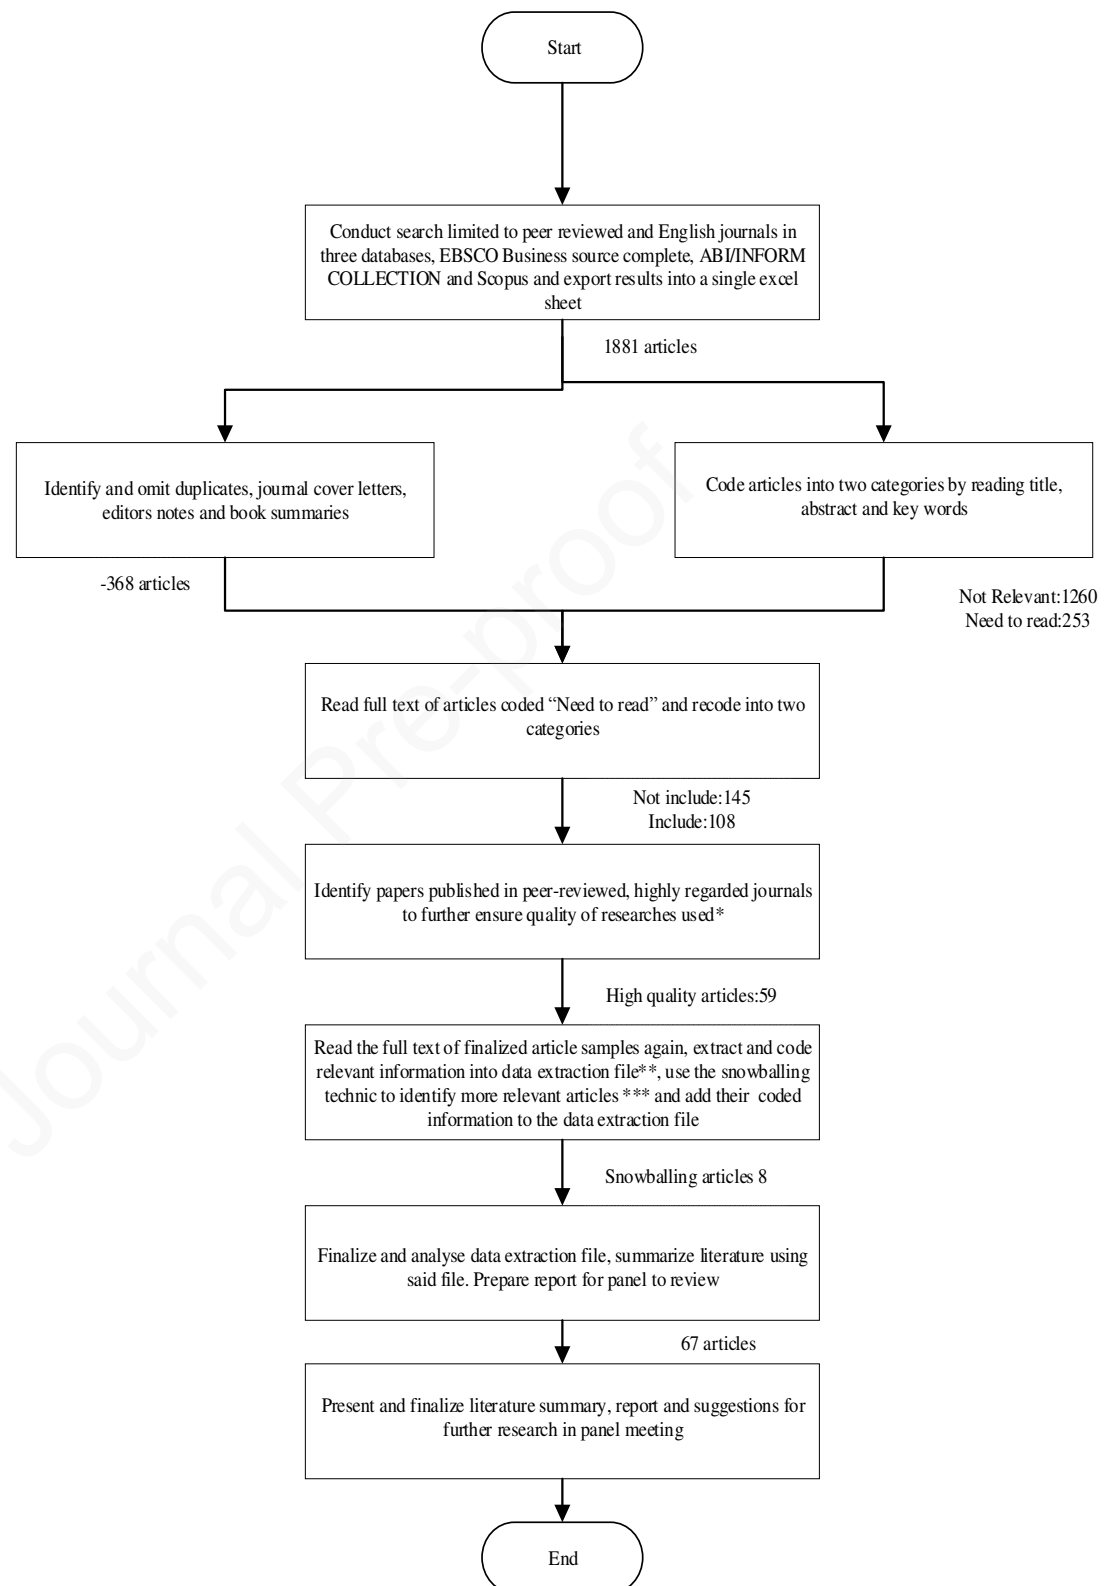 Start
Conduct search limited to peer reviewed and English journals in
three databases, EBSCO Business source complete, ABI/INFORM
COLLECTION and Scopus and export results into a single excel
sheet
1881 articles
Identify and omit duplicates, journal cover letters,
editors notes and book summaries
Code articles into two categories by reading title,
abstract and key words
-368 articles
Not Relevant:1260
Need to read:253
Read full text of articles coded “Need to read” and recode into two
categories
Not include:145
Include:108
Identify papers published in peer-reviewed, highly regarded journals
to further ensure quality of researches used*
High quality articles:59
Read the full text of finalized article samples again, extract and code
relevant information into data extraction file**, use the snowballing
technic to identify more relevant articles *** and add their coded
information to the data extraction file
Snowballing articles 8
Finalize and analyse data extraction file, summarize literature using
said file. Prepare report for panel to review
67 articles
Present and finalize literature summary, report and suggestions for
further research in panel meeting
End
Journal Pre-proof